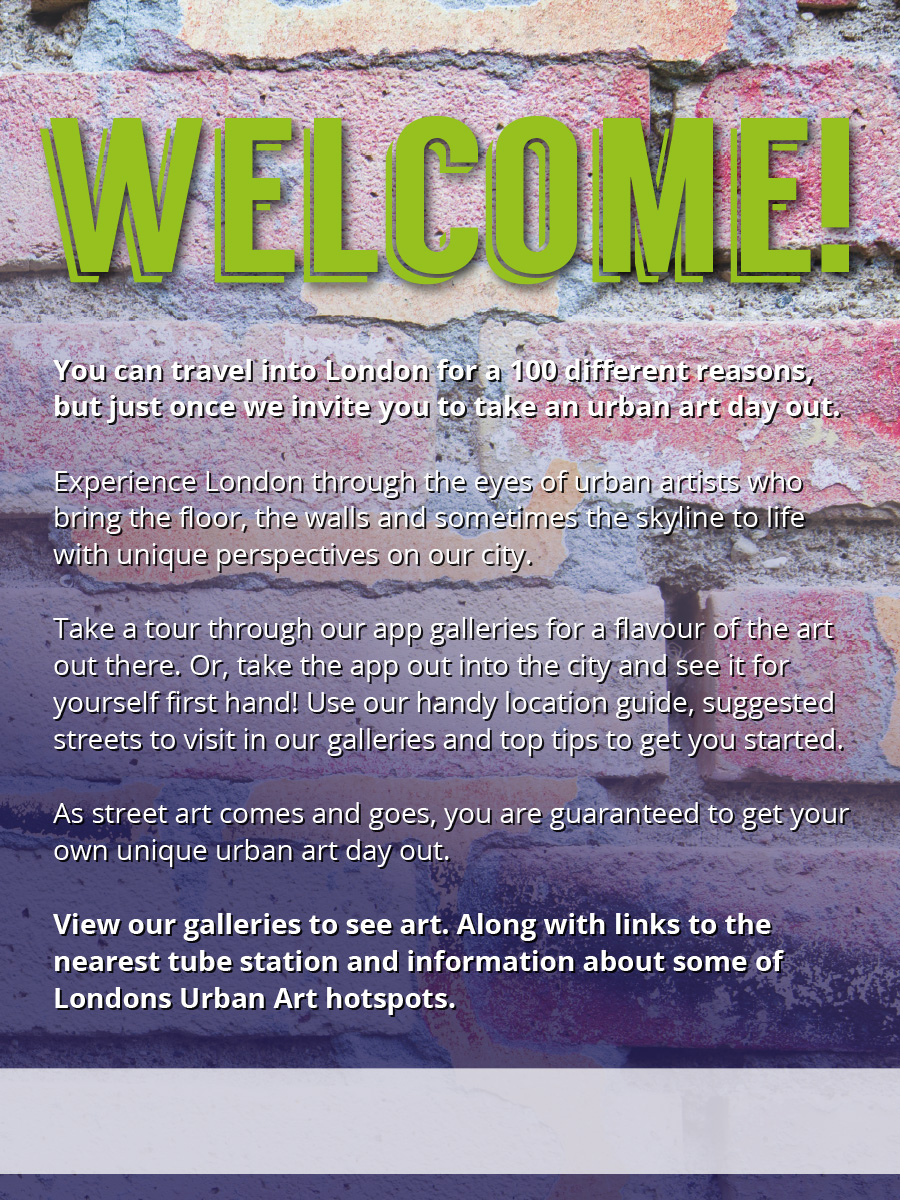 WELCOME!
You can travel into London for a 100 different reasons,
but just once we invite you to take an urban art day out.
Experience London through the eyes of urban artists who
bring the floor, the walls and sometimes the skyline to life
with unique perspectives on our city.
Take a tour through our app galleries for a flavour of the art
out there. Or, take the app out into the city and see it for
yourself first hand! Use our handy location guide, suggested
streets to visit in our galleries and top tips to get you started.
As street art comes and goes, you are guaranteed to get your
own unique urban art day out.
View our galleries to see art. Along with links to the
nearest tube station and information about some of
Londons Urban Art hotspots.